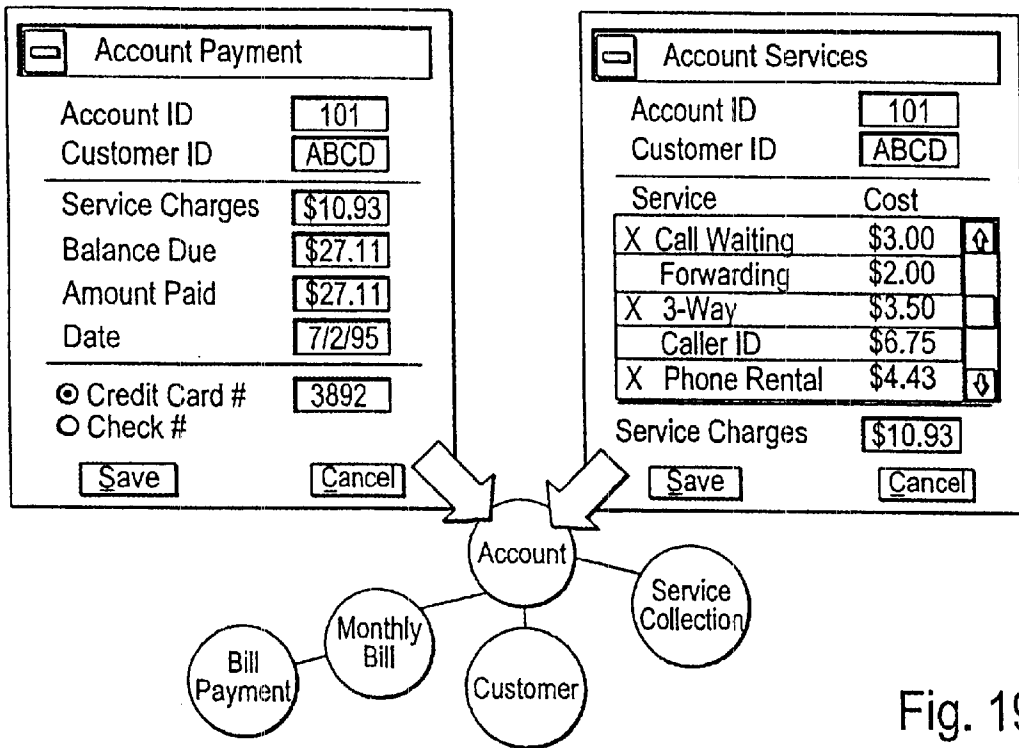 Account Payment
Account ID 101
Customer ID ABCD
Service Charges $10.93
Balance Due $27.11
Amount Paid $27.11
Date 7/2/95
Credit Card # 3892
Check #
Save Cancel
Account Services
Account ID 101
Customer ID ABCD
Service Cost
X Call Waiting $3.00
Forwarding $2.00
X 3-Way $3.50
Caller ID $6.75
X Phone Rental $4.43
Service Charges $10.93
Save Cancel
Account
Service
Collection
Monthly
Bill
Bill
Payment
Customer
Fig. 19